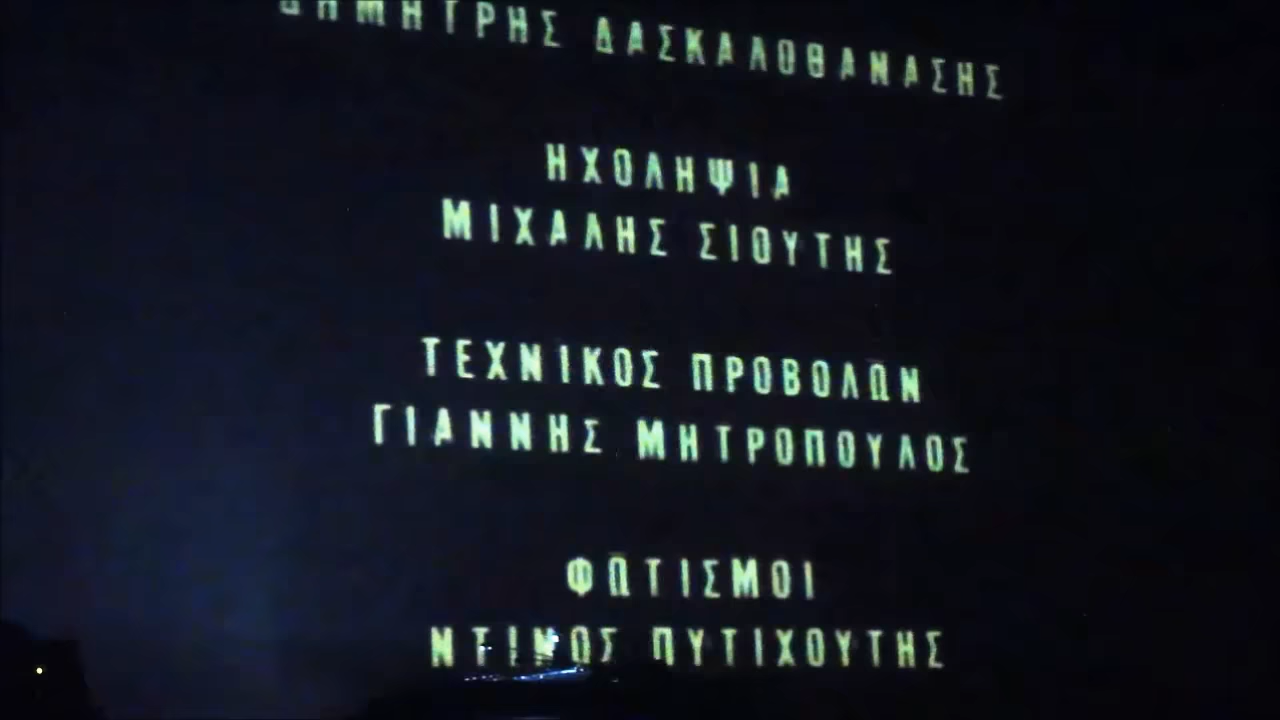 ΔΗΜΗΤΡΗΣ ΔΑΣΚΑΛΟΘΑΝΑΣΗΣ
ΗΧΟΛΗΨΙΑ
ΜΙΧΑΛΗΣ ΣΙΟΥΤΗΣ
ΤΕΧΝΙΚΟΣ ΠΡΟΒΟΛΩΝ
ΓΙΑΝΝΗΣ ΜΗΤΡΟΠΟΥΛΟΣ
ΦΩΤΙΣΜΟΙ
ΝΤΙΝΟΣ ΠΥΤΙΧΟΥΤΗΣ